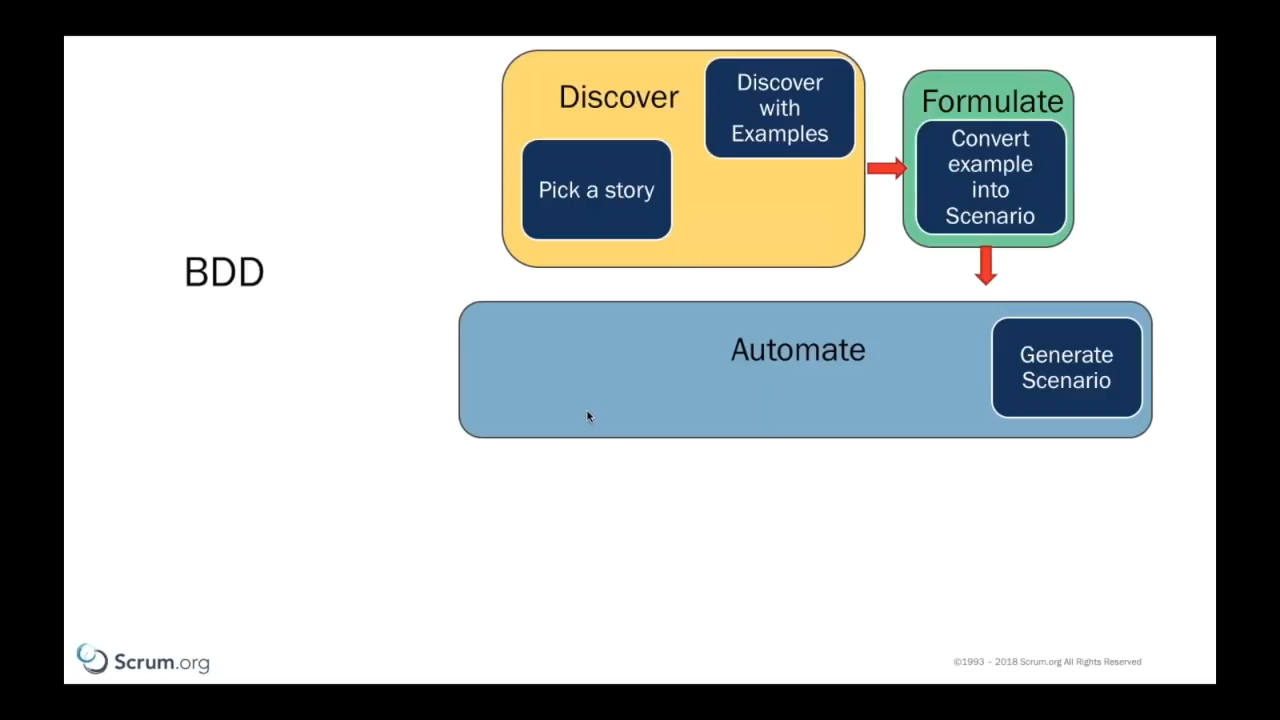 Discover
Discover
with
Examples
Pick a story
Formulate
Convert
example
into
Scenario
BDD
Automate
Generate
Scenario
Scrum.org
©1993 – 2018 Scrum.org All Rights Reserved